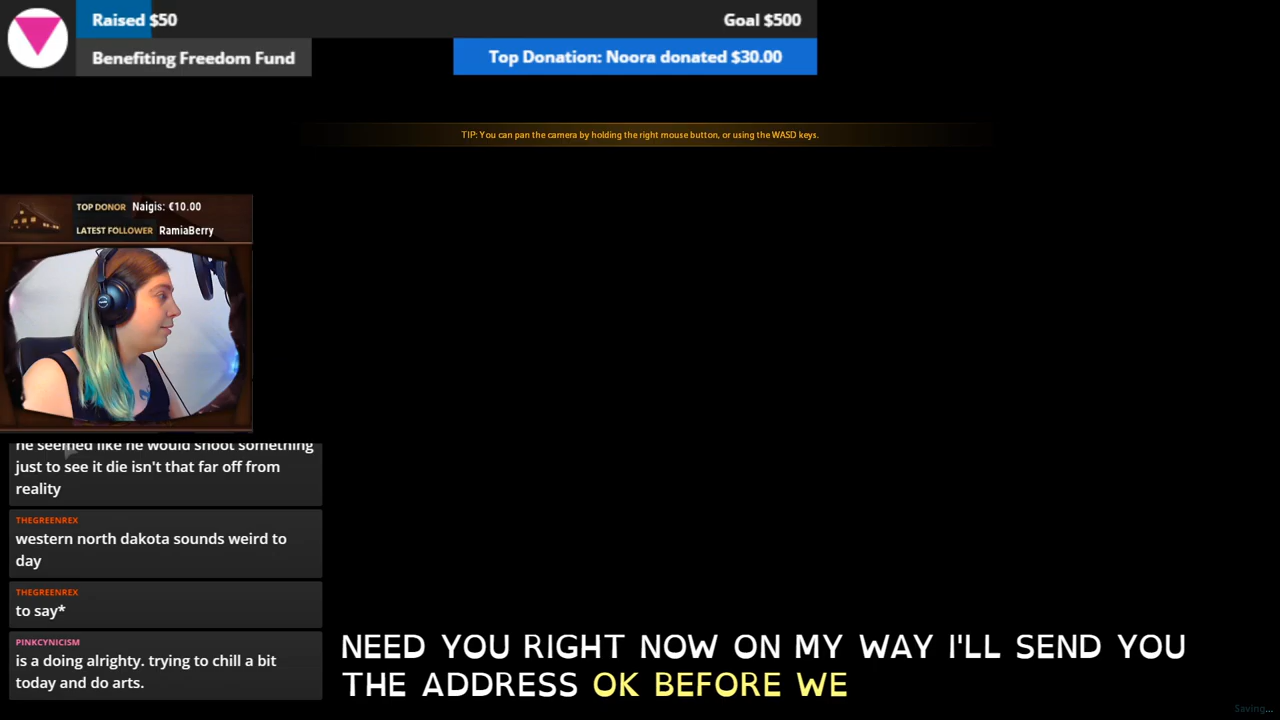 Raised $50
Goal $500
Benefiting Freedom Fund
Top Donation: Noora donated $30.00
TIP: You can pan the camera by holding the right mouse button, or using the WASD keys.
TOP DONOR Naigis: €10.00
LATEST FOLLOWER RamiaBerry
he seemed like he would shoot something
just to see it die isn't that far off from
reality
THEGREENREX
western north dakota sounds weird to
day
THEGREENREX
to say*
PINKCYNICISM
is a doing alrighty. trying to chill a bit
today and do arts.
NEED YOU RIGHT NOW ON MY WAY I'LL SEND YOU
THE ADDRESS OK BEFORE WE
Saving...